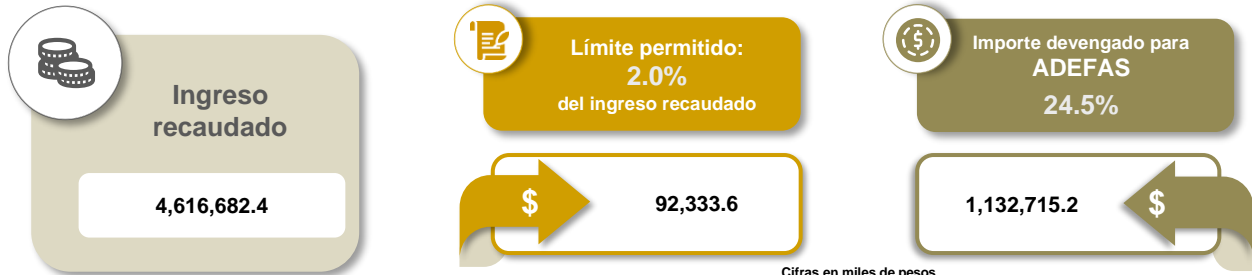 Ingreso
recaudado
4,616,682.4
Límite permitido:
2.0%
del ingreso recaudado
$
92,333.6
Importe devengado para
ADEFAS
24.5%
1,132,715.2
$
Cifras en miles de pesos